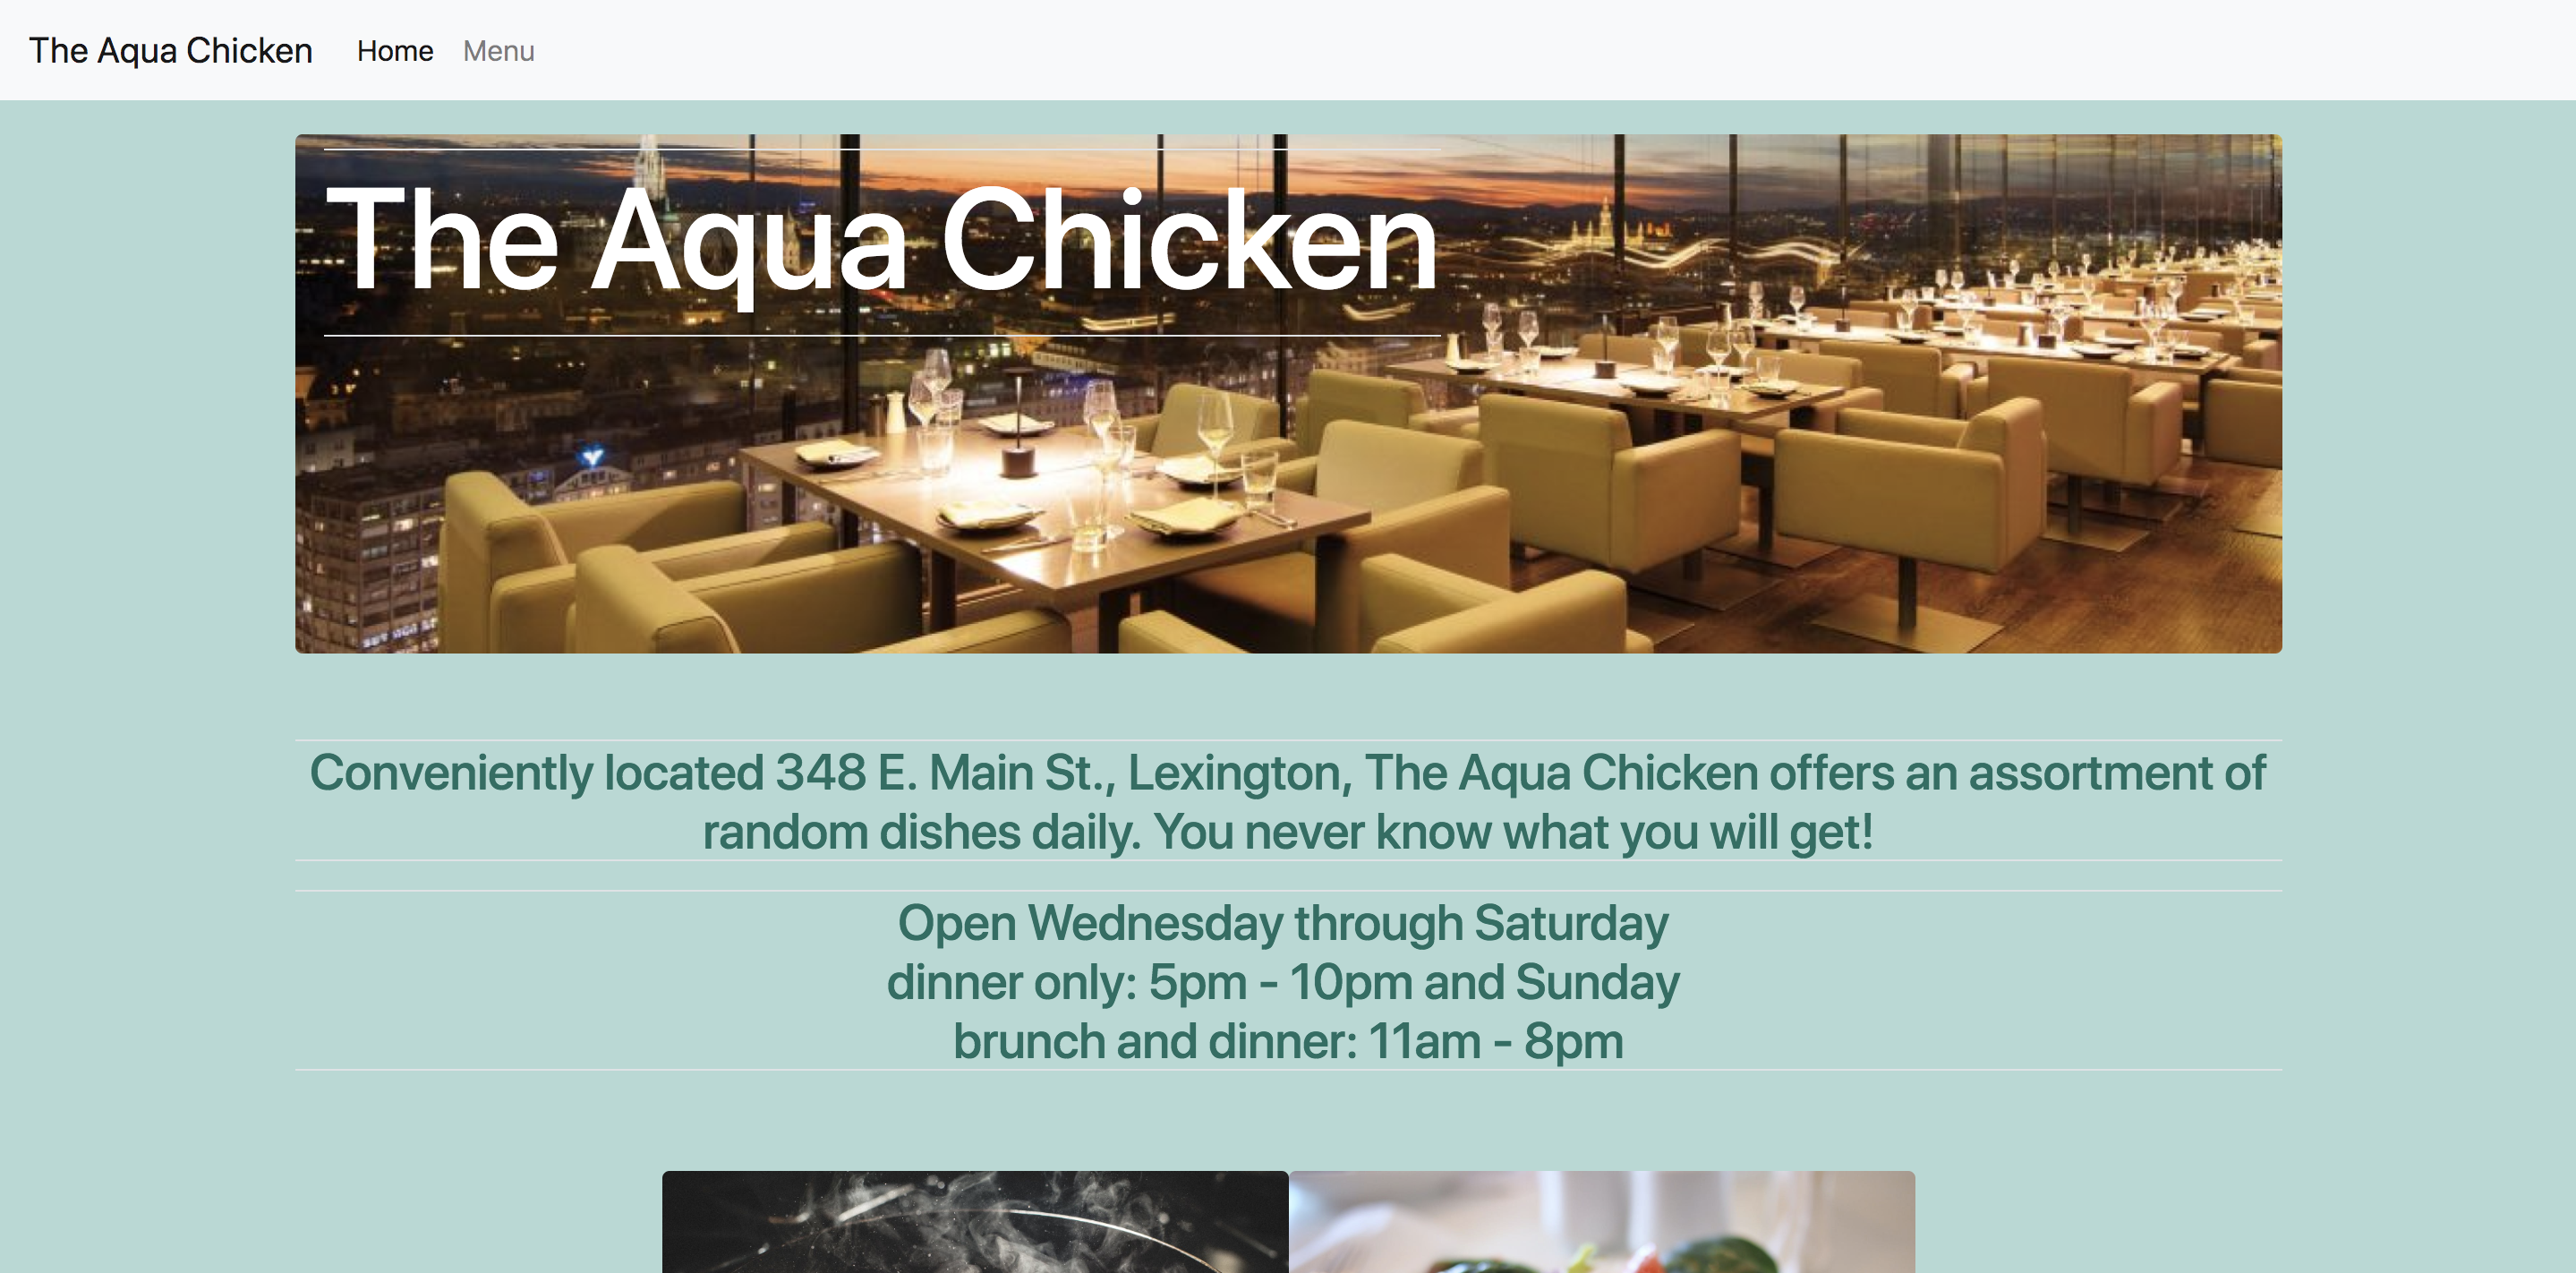 The Aqua Chicken Home Menu
The Aqua Chicken
Conveniently located 348 E. Main St., Lexington, The Aqua Chicken offers an assortment of
random dishes daily. You never know what you will get!
Open Wednesday through Saturday
dinner only: 5pm - 10pm and Sunday
brunch and dinner: 11am - 8pm